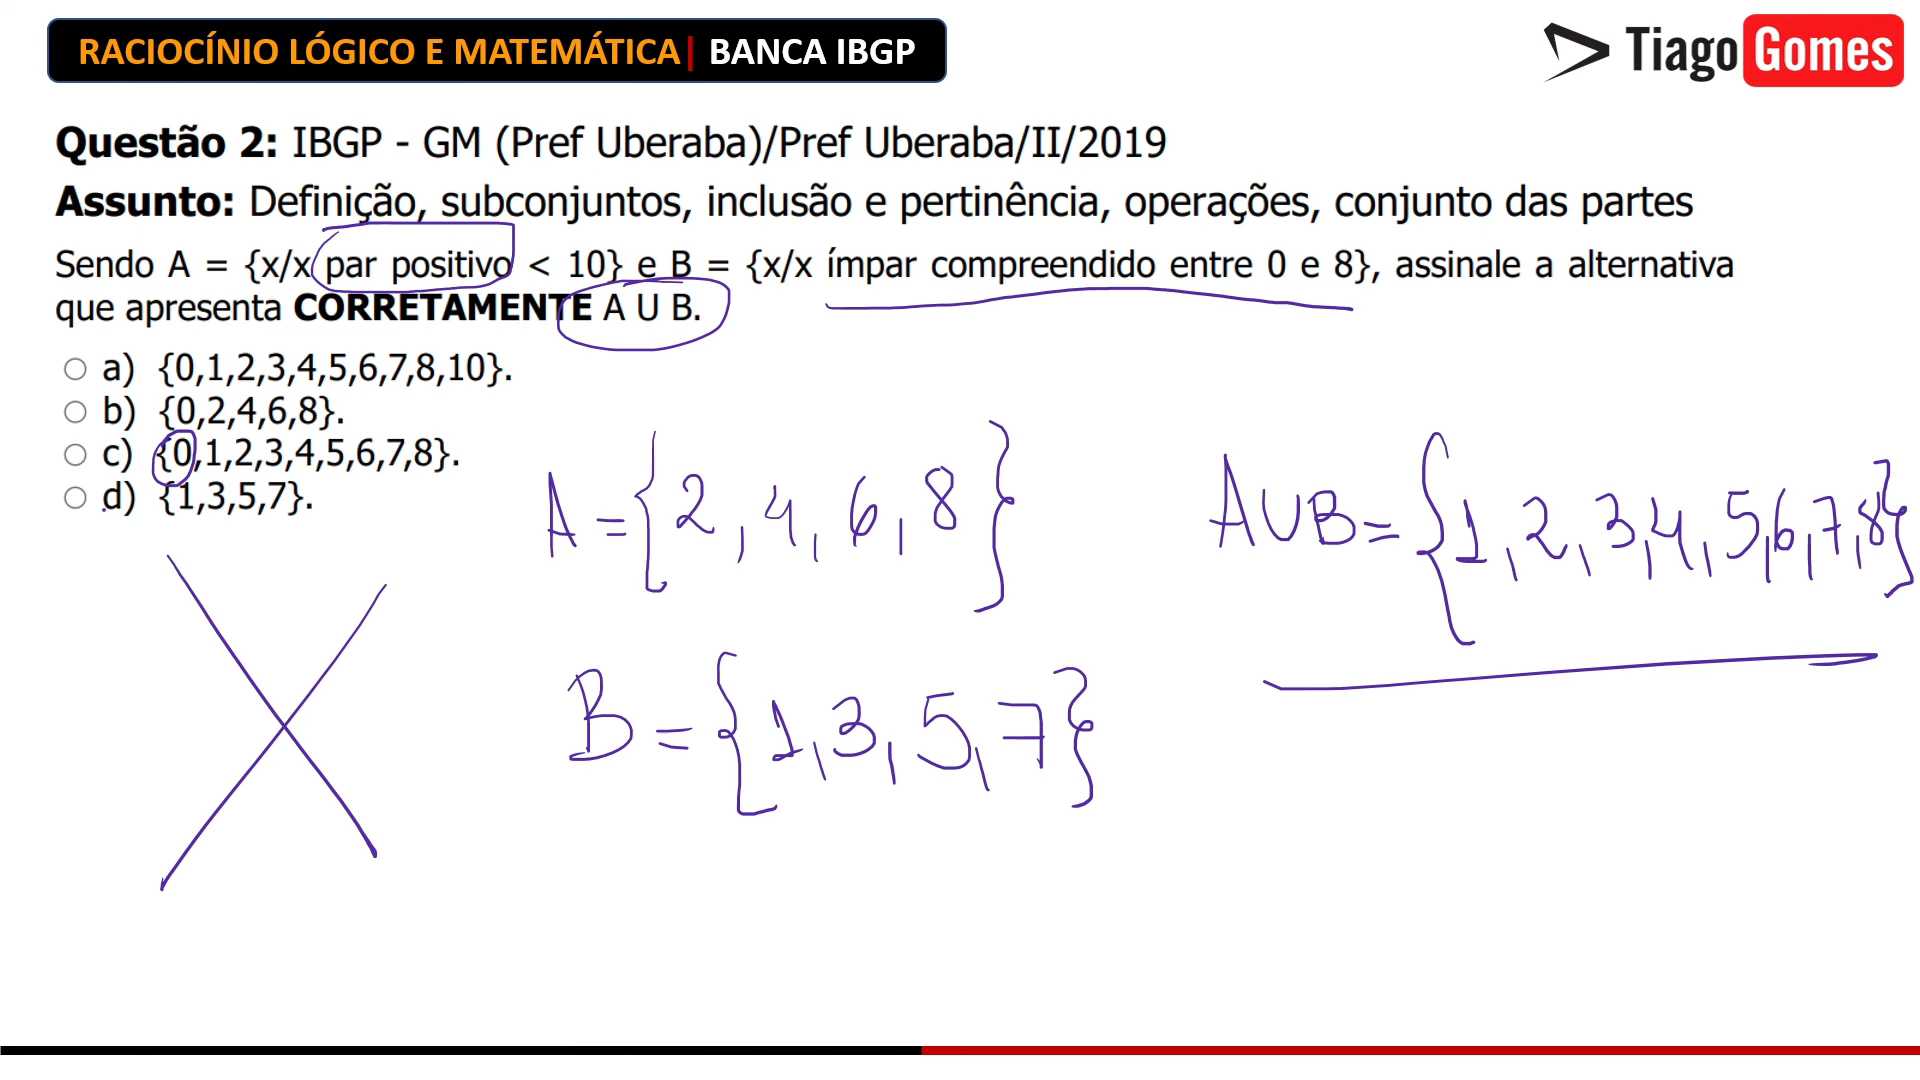 RACIOCÍNIO LÓGICO E MATEMÁTICA| BANCA IBGP
Tiago Gomes
Questão 2: IBGP - GM (Pref Uberaba)/Pref Uberaba/II/2019
Assunto: Definição, subconjuntos, inclusão e pertinência, operações, conjunto das partes
Sendo A = {x/x par positivo < 10} e B = {x/x ímpar compreendido entre 0 e 8}, assinale a alternativa
que apresenta CORRETAMENTE A U B.
a) {0,1,2,3,4,5,6,7,8,10}.
b) {0,2,4,6,8}.
c) {0,1,2,3,4,5,6,7,8}.
d) {1,3,5,7}.
A = {2, 4, 6, 8}
AUB = {1, 2, 3, 4, 5, 6, 7, 8}
B = {1, 3, 5, 7}